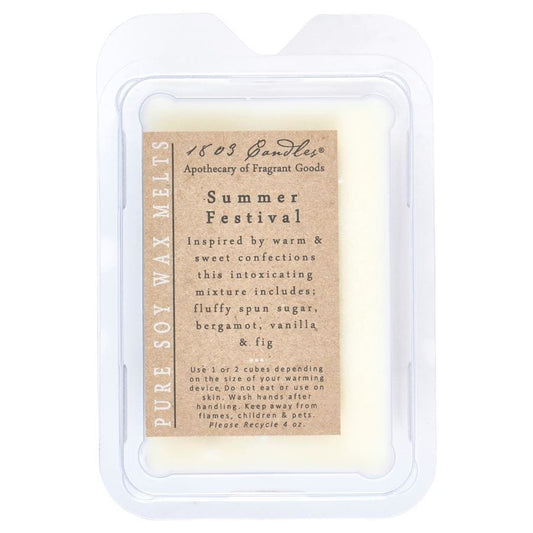 PURE SOY WAX MELTS
1803 Candles®
Apothecary of Fragrant Goods
Summer
Festival
Inspired by warm &
sweet confections
this intoxicating
mixture includes;
fluffy spun sugar,
bergamot, vanilla
& fig
Use 1 or 2 cubes depending
on the size of your warming
device. Do not eat or use on
skin. Wash hands after
handling. Keep away from
flames, children & pets.
Please Recycle 4 oz.